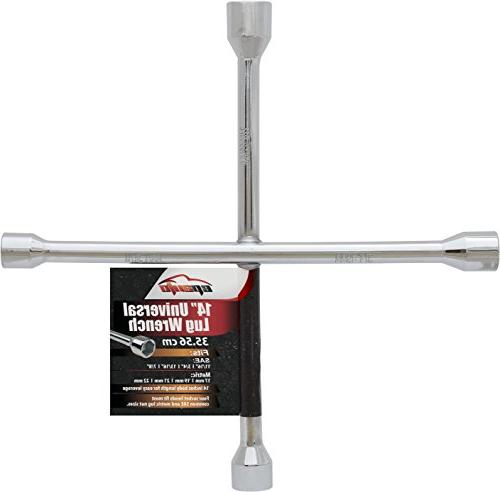 14" Universal
Lug Wrench
35.56 cm
Fits:
SAE:
11/16" | 3/4" | 13/16" | 7/8"
Metric:
17 mm | 19 mm | 21 mm | 22 mm
14 inches body length for easy leverage
Four socket heads fit most
common SAE and metric lug nut sizes.